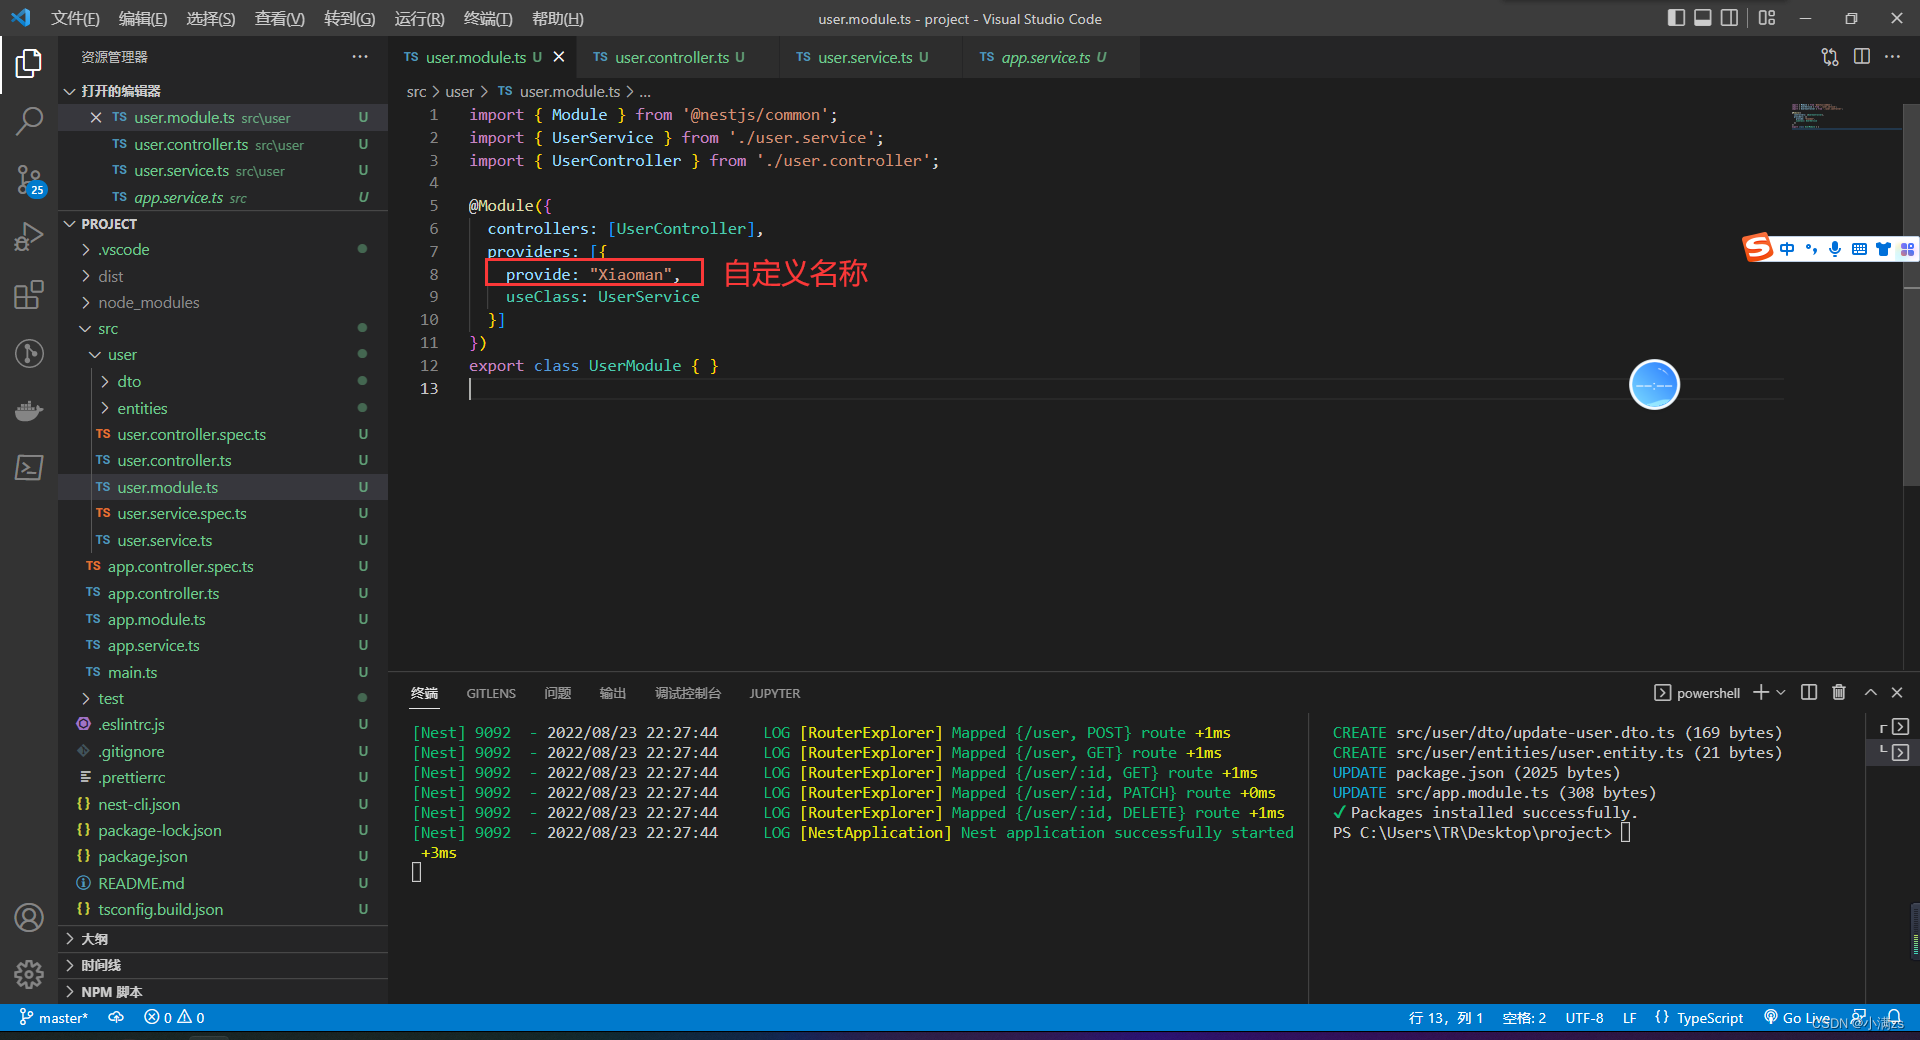 文件(F) 编辑(E) 选择(S) 查看(V) 转到(G) 运行(R) 终端(T) 帮助(H)
user.module.ts - project - Visual Studio Code
资源管理器 ···
TS user.module.ts U
TS user.controller.ts U
TS user.service.ts U
TS app.service.ts U
打开的编辑器
TS user.module.ts src\user U
TS user.controller.ts src\user U
TS user.service.ts src\user U
TS app.service.ts src U
PROJECT
.vscode
dist
node_modules
src
user
dto
entities
TS user.controller.spec.ts U
TS user.controller.ts U
TS user.module.ts U
TS user.service.spec.ts U
TS user.service.ts U
TS app.controller.spec.ts U
TS app.controller.ts U
TS app.module.ts U
TS app.service.ts U
TS main.ts U
test
.eslintrc.js U
.gitignore U
.prettierrc U
{} nest-cli.json U
{} package-lock.json U
{} package.json U
README.md U
{} tsconfig.build.json U
大纲
时间线
NPM 脚本
25
src > user > TS user.module.ts > ...
1 import { Module } from '@nestjs/common';
2 import { UserService } from './user.service';
3 import { UserController } from './user.controller';
4
5 @Module({
6 controllers: [UserController],
7 providers: [{
8 provide: "Xiaoman",
自定义名称
9 useClass: UserService
10 }]
11 })
12 export class UserModule { }
13
中
终端 GITLENS 问题 输出 调试控制台 JUPYTER
powershell
[Nest] 9092 - 2022/08/23 22:27:44 LOG [RouterExplorer] Mapped {/user, POST} route +1ms
[Nest] 9092 - 2022/08/23 22:27:44 LOG [RouterExplorer] Mapped {/user, GET} route +1ms
[Nest] 9092 - 2022/08/23 22:27:44 LOG [RouterExplorer] Mapped {/user/:id, GET} route +1ms
[Nest] 9092 - 2022/08/23 22:27:44 LOG [RouterExplorer] Mapped {/user/:id, PATCH} route +0ms
[Nest] 9092 - 2022/08/23 22:27:44 LOG [RouterExplorer] Mapped {/user/:id, DELETE} route +1ms
[Nest] 9092 - 2022/08/23 22:27:44 LOG [NestApplication] Nest application successfully started
+3ms
CREATE src/user/dto/update-user.dto.ts (169 bytes)
CREATE src/user/entities/user.entity.ts (21 bytes)
UPDATE package.json (2025 bytes)
UPDATE src/app.module.ts (308 bytes)
✓ Packages installed successfully.
PS C:\Users\TR\Desktop\project>
master* 0 0
行 13，列 1 空格: 2 UTF-8 LF {} TypeScript Go Live
CSDN @小满zs